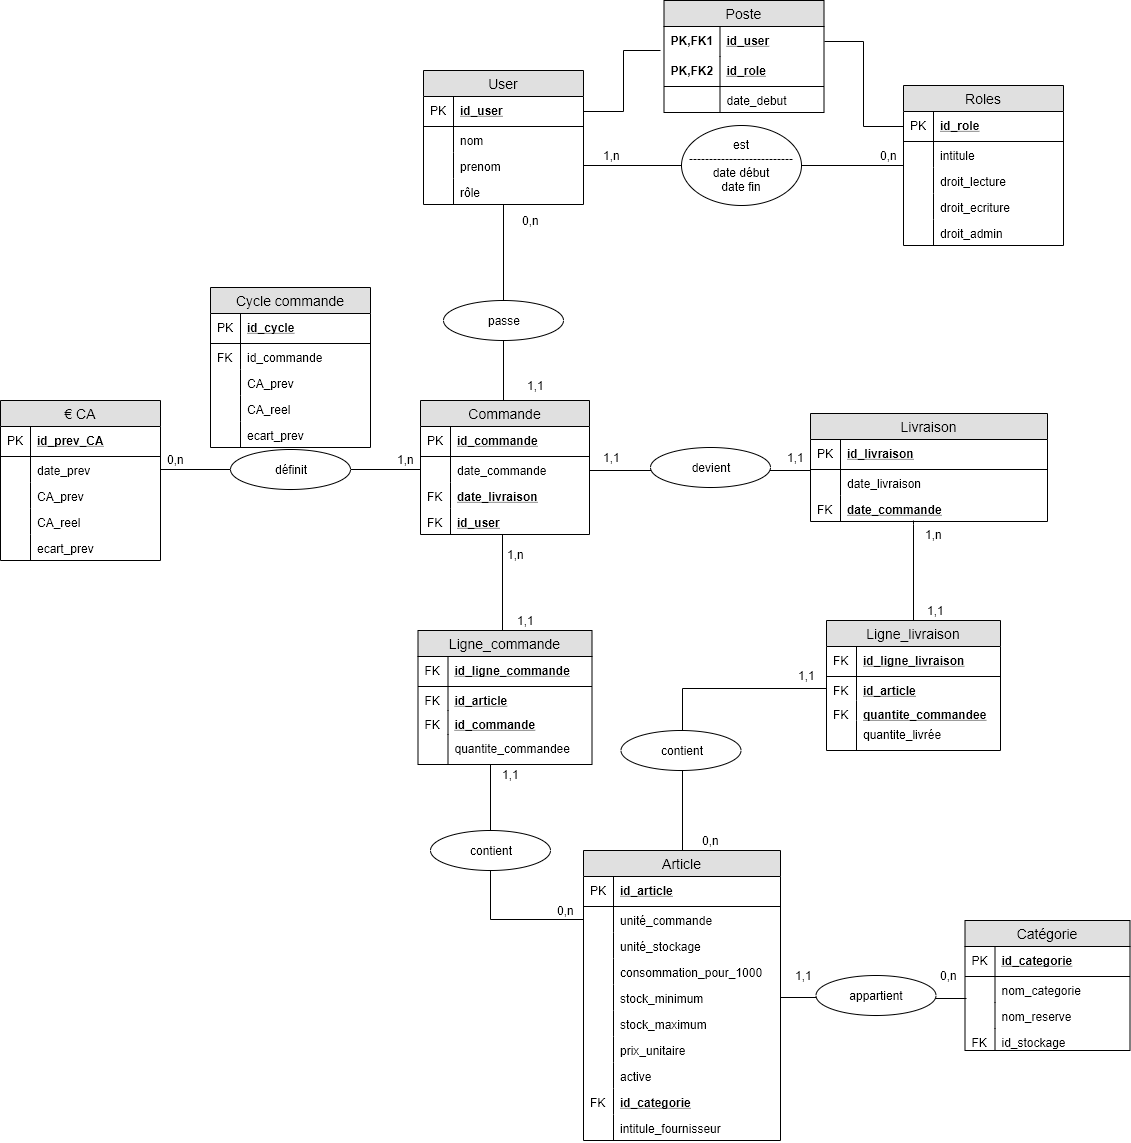 Poste
PK,FK1 id_user
PK,FK2 id_role
date_debut
User
PK id_user
nom
prenom
rôle
Roles
PK id_role
intitule
droit_lecture
droit_ecriture
droit_admin
1,n
est
date début
date fin
0,n
0,n
passe
1,1
Cycle commande
PK id_cycle
FK id_commande
CA_prev
CA_reel
ecart_prev
€ CA
PK id_prev_CA
date_prev
CA_prev
CA_reel
ecart_prev
0,n
définit
1,n
Commande
PK id_commande
date_commande
FK date_livraison
FK id_user
1,1
devient
1,1
Livraison
PK id_livraison
date_livraison
FK date_commande
1,n
1,1
1,n
1,1
Ligne_commande
FK id_ligne_commande
FK id_article
FK id_commande
quantite_commandee
Ligne_livraison
FK id_ligne_livraison
FK id_article
FK quantite_commandee
quantite_livrée
1,1
contient
0,n
1,1
contient
0,n
Article
PK id_article
unité_commande
unité_stockage
consommation_pour_1000
stock_minimum
stock_maximum
prix_unitaire
active
FK id_categorie
intitule_fournisseur
1,1
appartient
0,n
Catégorie
PK id_categorie
nom_categorie
nom_reserve
FK id_stockage